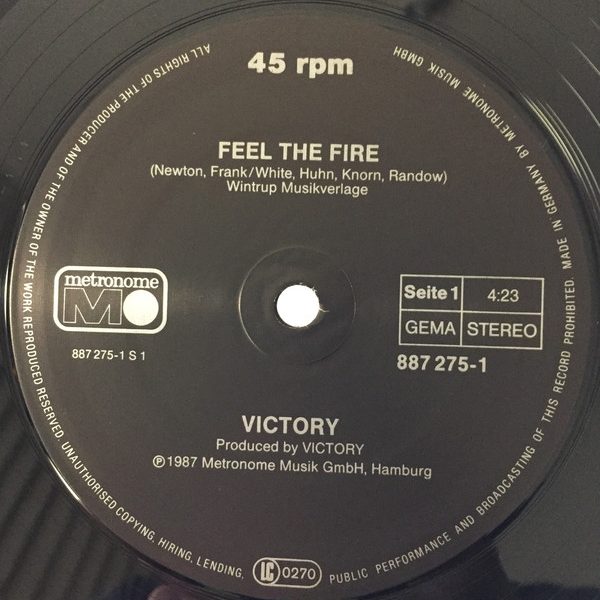 45 rpm
FEEL THE FIRE
(Newton, Frank/White, Huhn, Knorn, Randow)
Wintrup Musikverlage
metronome
M
887 275-1 S 1
Seite 1 4:23
GEMA STEREO
887 275-1
VICTORY
Produced by VICTORY
℗1987 Metronome Musik GmbH, Hamburg
ALL RIGHTS OF THE PRODUCER AND OF THE OWNER OF THE WORK REPRODUCED RESERVED. UNAUTHORISED COPYING, HIRING, LENDING, LC 0270 PUBLIC PERFORMANCE AND BROADCASTING OF THIS RECORD PROHIBITED. MADE IN GERMANY BY METRONOME MUSIK GMBH